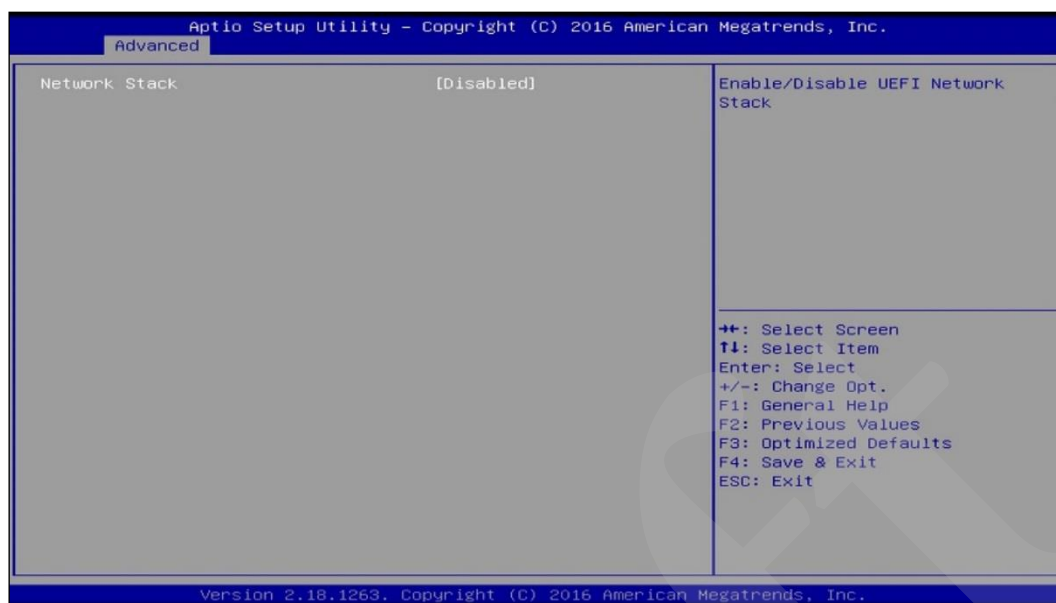 Aptio Setup Utility – Copyright (C) 2016 American Megatrends, Inc.
Advanced
Network Stack [Disabled]
Enable/Disable UEFI Network
Stack
→←: Select Screen
↑↓: Select Item
Enter: Select
+/-: Change Opt.
F1: General Help
F2: Previous Values
F3: Optimized Defaults
F4: Save & Exit
ESC: Exit
Version 2.18.1263. Copyright (C) 2016 American Megatrends, Inc.